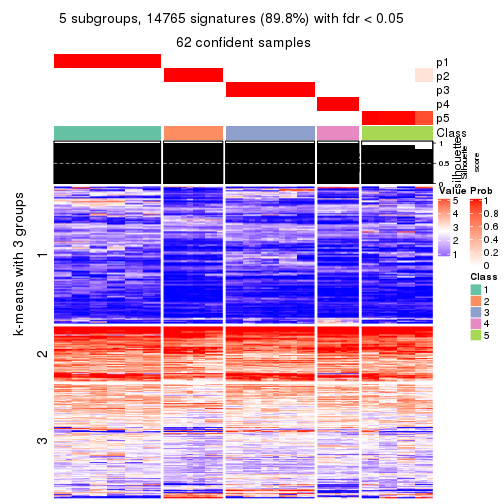 5 subgroups, 14765 signatures (89.8%) with fdr < 0.05
62 confident samples
p1
p2
p3
p4
p5
Class
1
0.5
0
silhouette
Silhouette
score
k-means with 3 groups
1
2
3
Value
5
4
3
2
1
Prob
1
0.8
0.6
0.4
0.2
0
Class
1
2
3
4
5